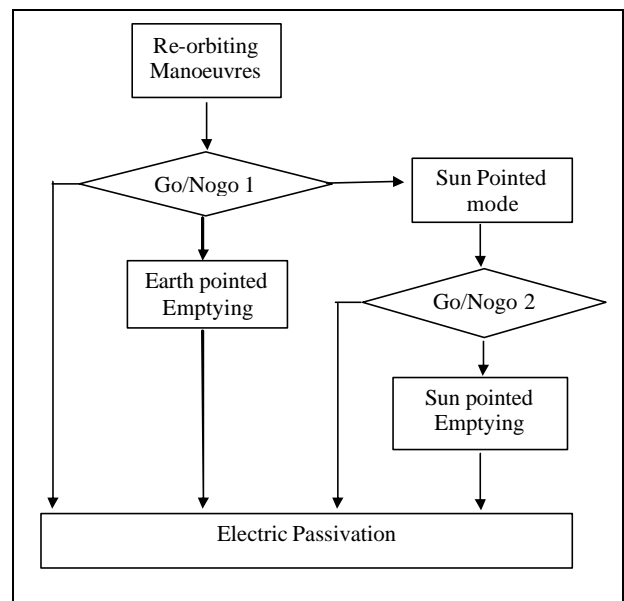 Re-orbiting
Manoeuvres
Go/Nogo 1
Sun Pointed
mode
Earth pointed
Emptying
Go/Nogo 2
Sun pointed
Emptying
Electric Passivation